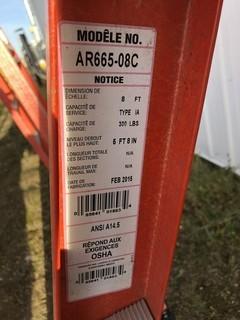 MODÈLE NO.
AR665-08C
NOTICE
DIMENSION DE
ÉCHELLE: 8 FT
CAPACITÉ DE
SERVICE: TYPE IA
CAPACITÉ DE
CHARGE: 300 LBS
NIVEAU DEBOUT
LE PLUS HAUT: 5 FT 8 IN
LONGUEUR TOTALE
DES SECTIONS: N/A
LONGUEUR DE
TRAVAIL MAX N/A
DATE DE
FABRICATION: FEB 2015
ANSI A14.5
RÉPOND AUX
EXIGENCES
OSHA